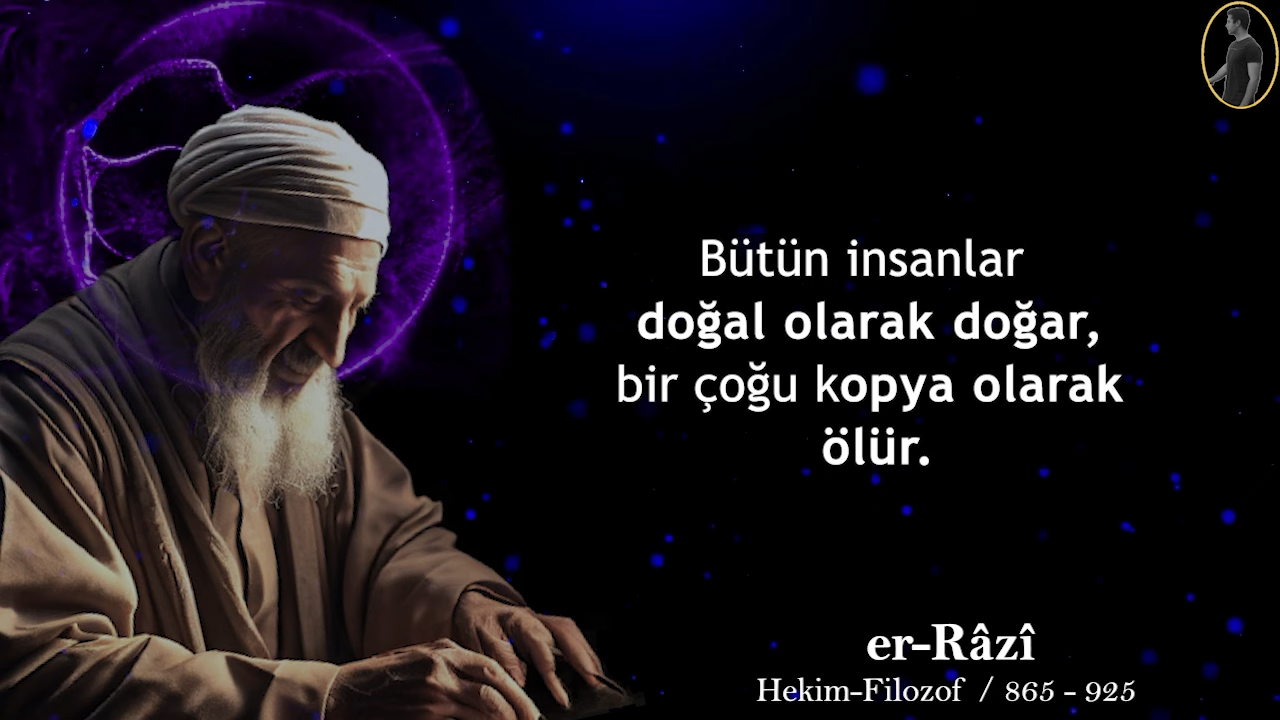 Bütün insanlar
doğal olarak doğar,
bir çoğu kopya olarak
ölür.
er-Râzî
Hekim-Filozof / 865 - 925